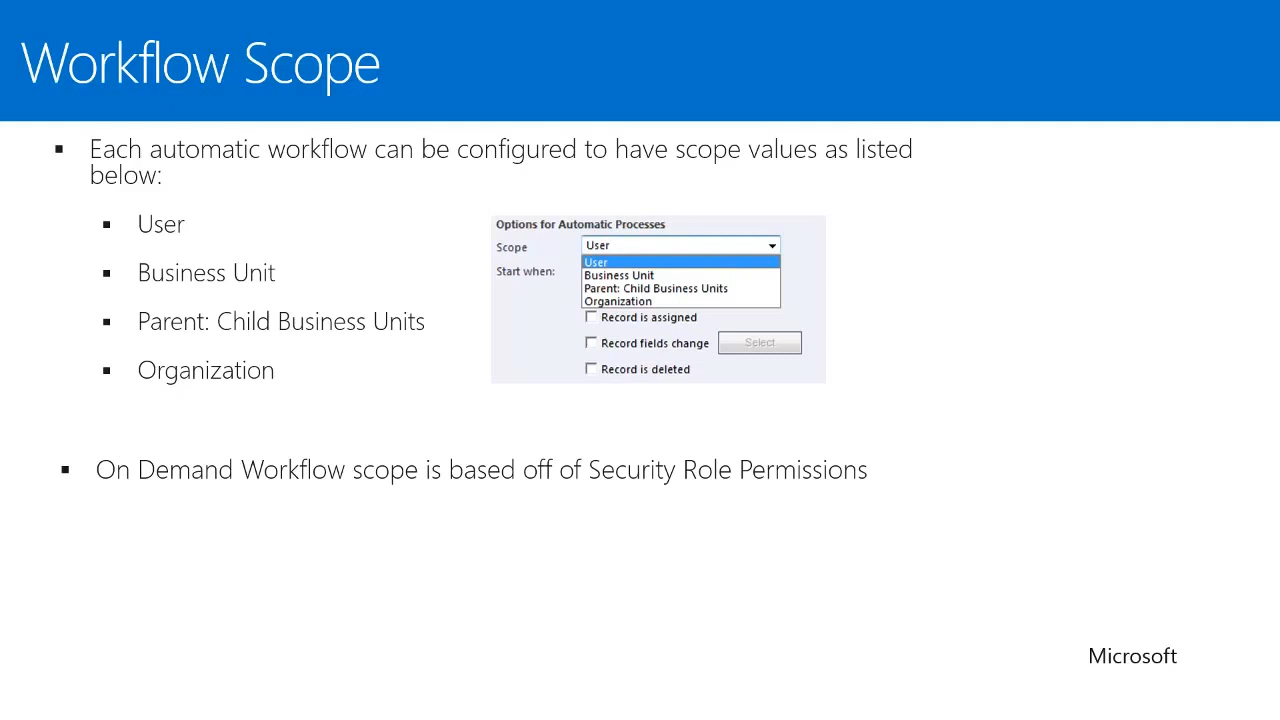 Workflow Scope
▪ Each automatic workflow can be configured to have scope values as listed
below:
▪ User
▪ Business Unit
▪ Parent: Child Business Units
▪ Organization
Options for Automatic Processes
Scope User
User
Start when:
Business Unit
Parent: Child Business Units
Organization
Record is assigned
Record fields change Select
Record is deleted
▪ On Demand Workflow scope is based off of Security Role Permissions
Microsoft